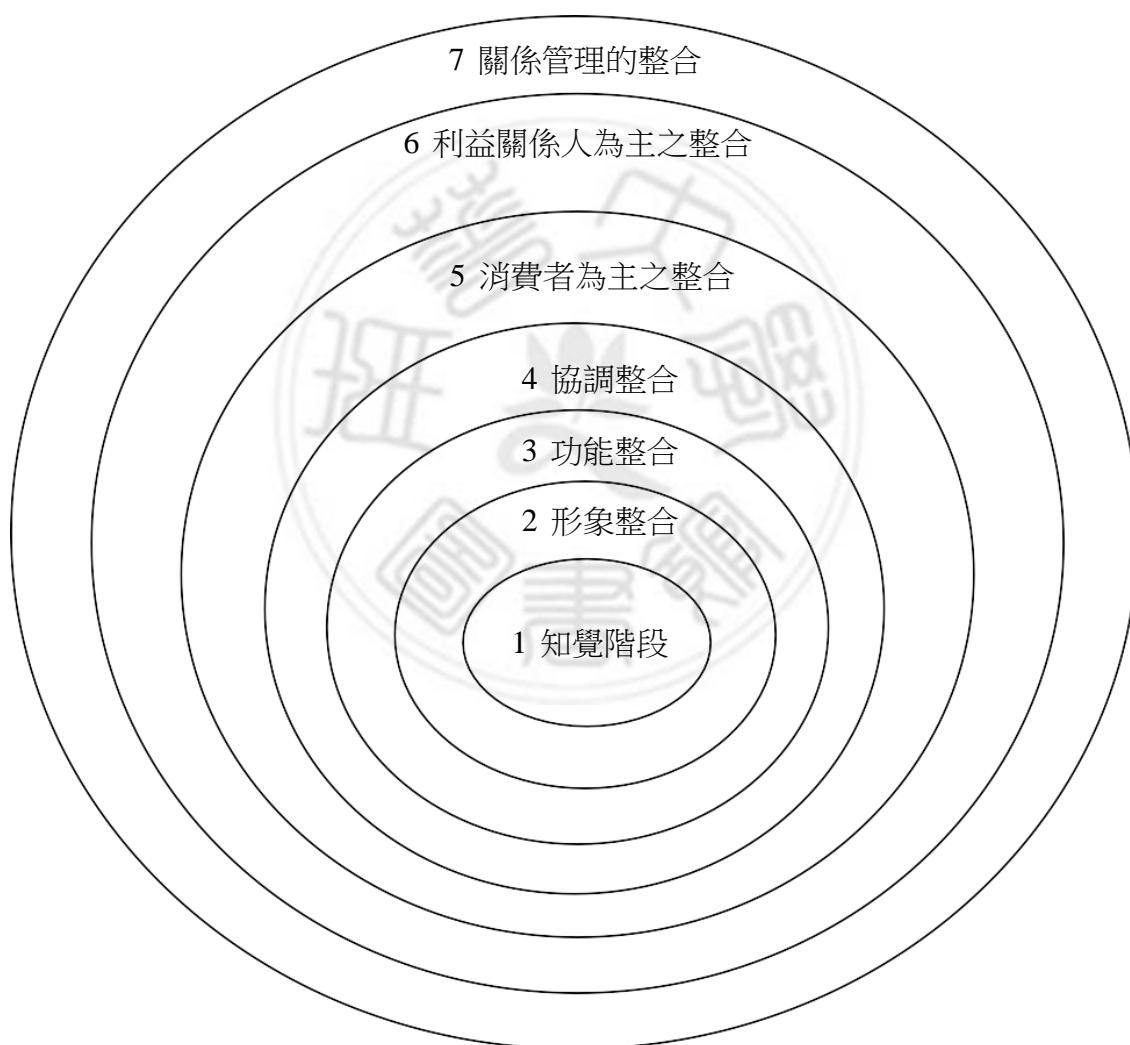 7 關係管理的整合
6 利益關係人為主之整合
5 消費者為主之整合
4 協調整合
3 功能整合
2 形象整合
1 知覺階段